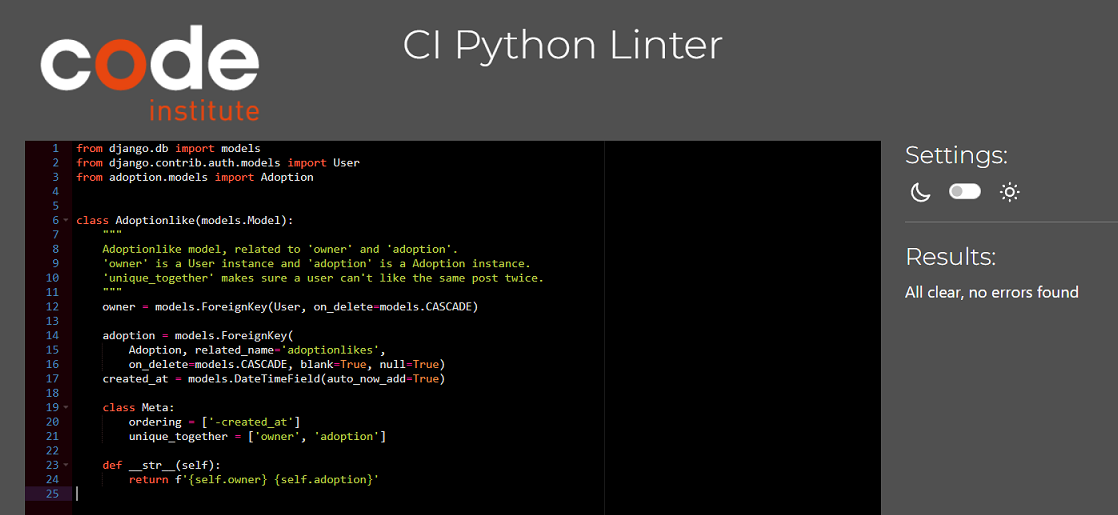 code
institute
CI Python Linter
1 from django.db import models
2 from django.contrib.auth.models import User
3 from adoption.models import Adoption
4
5
6 class Adoptionlike(models.Model):
7     """
8     Adoptionlike model, related to 'owner' and 'adoption'.
9     'owner' is a User instance and 'adoption' is a Adoption instance.
10     'unique_together' makes sure a user can't like the same post twice.
11     """
12     owner = models.ForeignKey(User, on_delete=models.CASCADE)
13
14     adoption = models.ForeignKey(
15         Adoption, related_name='adoptionlikes',
16         on_delete=models.CASCADE, blank=True, null=True)
17     created_at = models.DateTimeField(auto_now_add=True)
18
19     class Meta:
20         ordering = ['-created_at']
21         unique_together = ['owner', 'adoption']
22
23     def __str__(self):
24         return f'{self.owner} {self.adoption}'
25
Settings:
Results:
All clear, no errors found